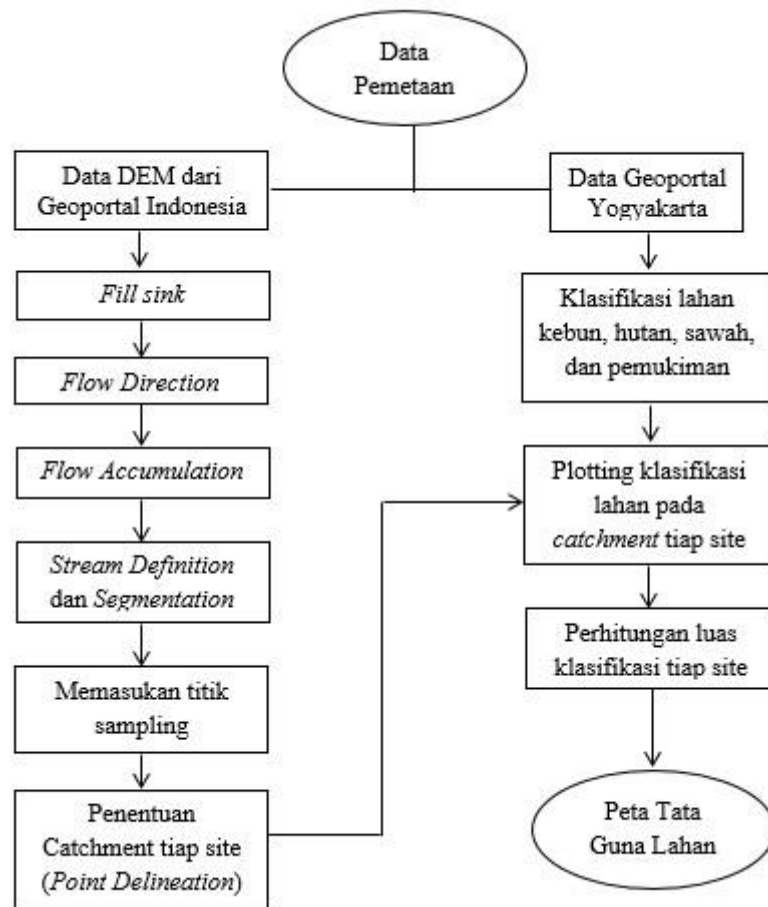 Data
Pemetaan
Data DEM dari
Geoportal Indonesia
Fill sink
Flow Direction
Flow Accumulation
Stream Definition
dan Segmentation
Memasukan titik
sampling
Penentuan
Catchment tiap site
(Point Delineation)
Data Geoportal
Yogyakarta
Klasifikasi lahan
kebun, hutan, sawah,
dan pemukiman
Plotting klasifikasi
lahan pada
catchment tiap site
Perhitungan luas
klasifikasi tiap site
Peta Tata
Guna Lahan